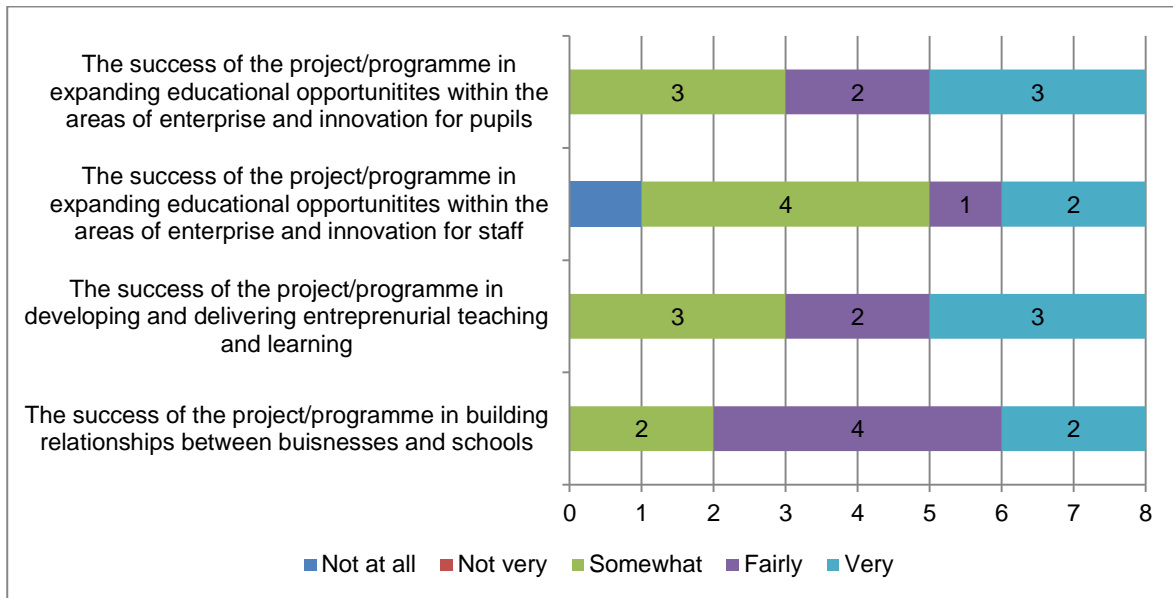 The success of the project/programme in
expanding educational opportunitites within the
areas of enterprise and innovation for pupils
3 2 3
The success of the project/programme in
expanding educational opportunitites within the
areas of enterprise and innovation for staff
4 1 2
The success of the project/programme in
developing and delivering entreprenurial teaching
and learning
3 2 3
The success of the project/programme in building
relationships between buisnesses and schools
2 4 2
0 1 2 3 4 5 6 7 8
Not at all Not very Somewhat Fairly Very